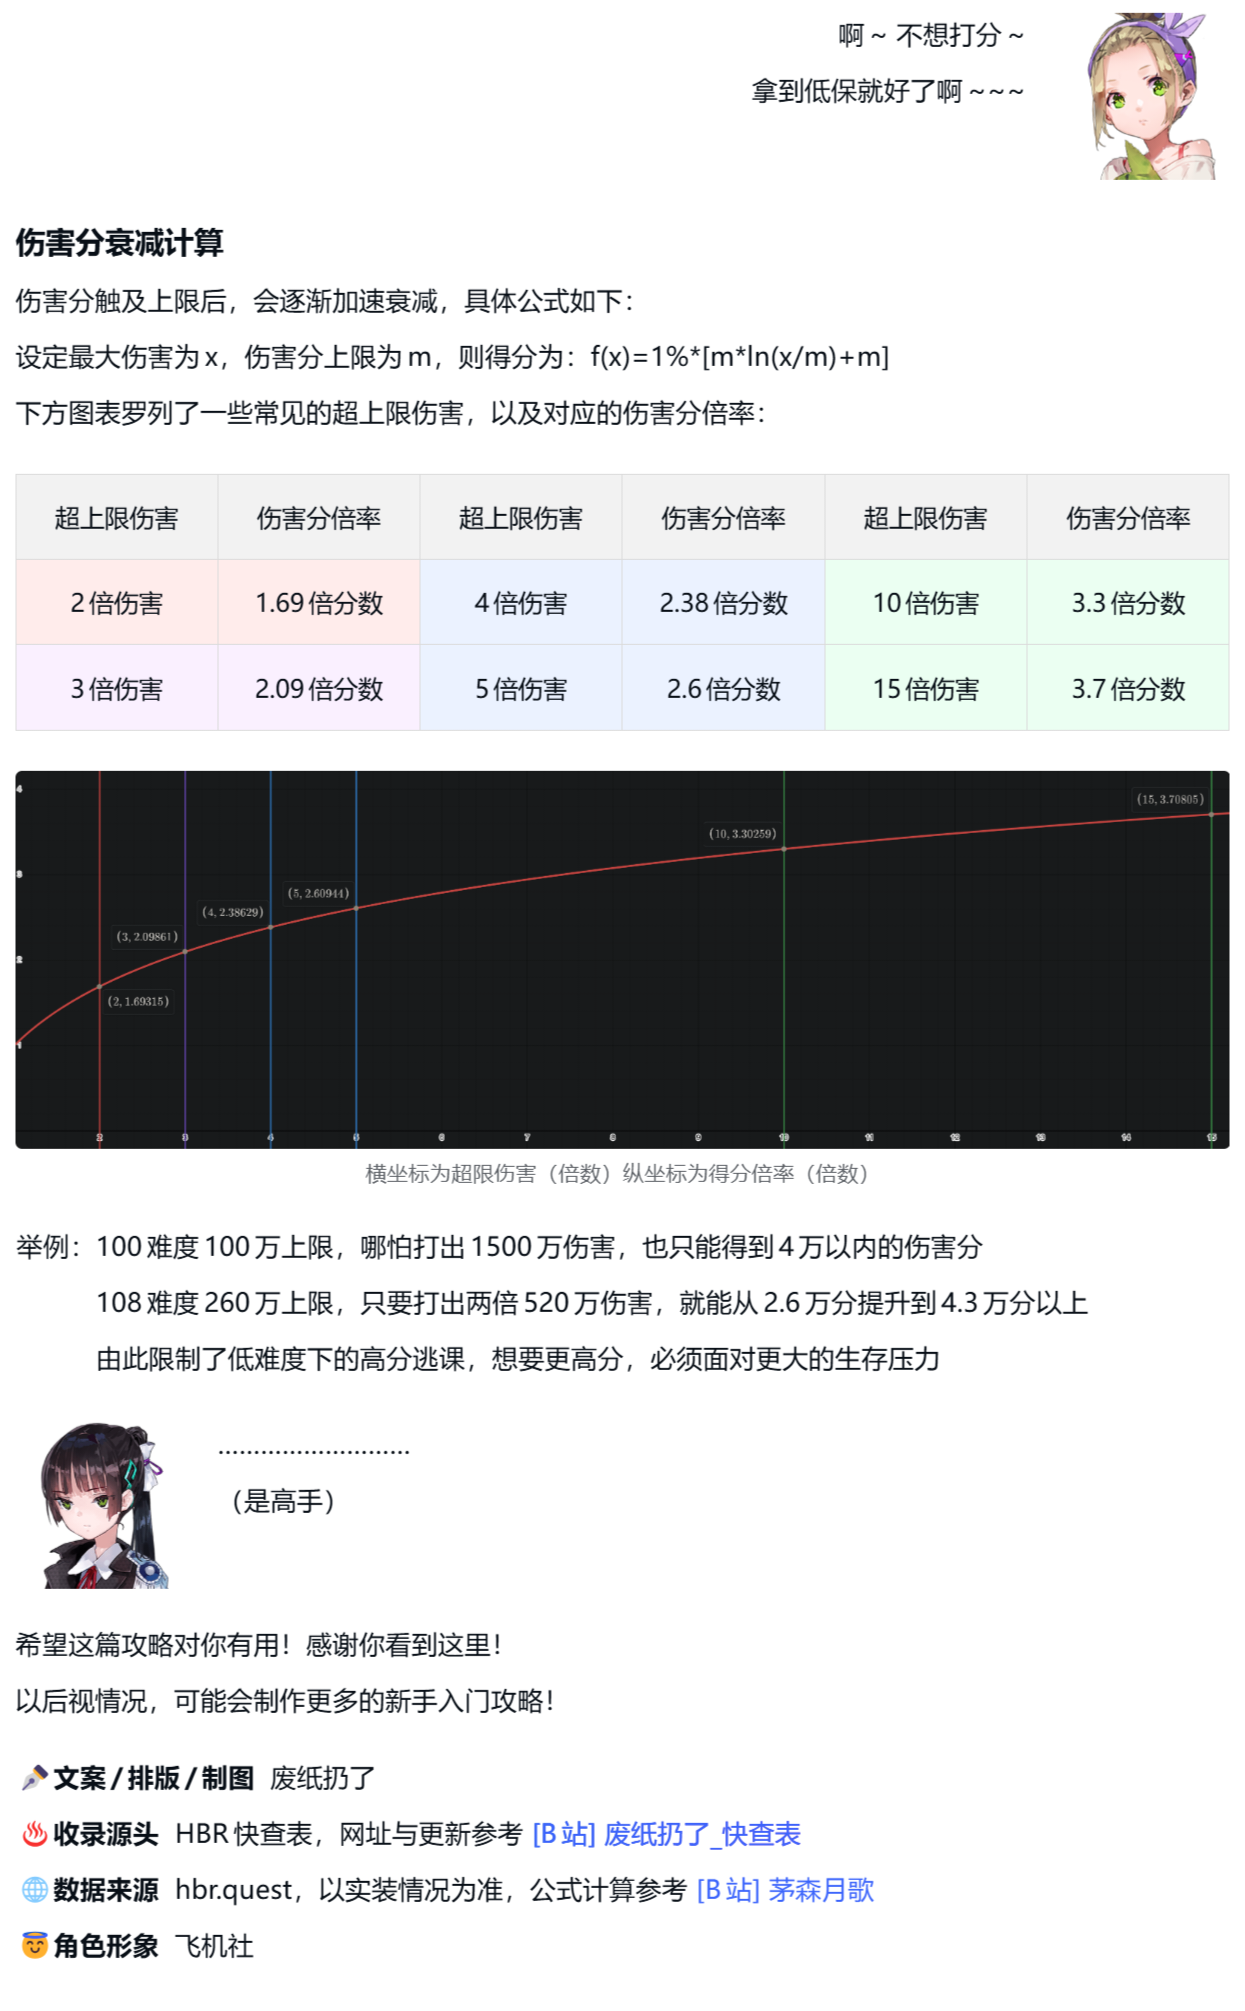 啊 ~ 不想打分 ~
拿到低保就好了啊 ~~~
伤害分衰减计算
伤害分触及上限后，会逐渐加速衰减，具体公式如下：
设定最大伤害为 x，伤害分上限为 m，则得分为：f(x)=1%*[m*ln(x/m)+m]
下方图表罗列了一些常见的超上限伤害，以及对应的伤害分倍率：
超上限伤害 伤害分倍率 超上限伤害 伤害分倍率 超上限伤害 伤害分倍率
2 倍伤害 1.69 倍分数 4 倍伤害 2.38 倍分数 10 倍伤害 3.3 倍分数
3 倍伤害 2.09 倍分数 5 倍伤害 2.6 倍分数 15 倍伤害 3.7 倍分数
4
(15, 3.70805)
(10, 3.30259)
3
(5, 2.60944)
(4, 2.38629)
(3, 2.09861)
2
(2, 1.69315)
1
2 3 4 5 6 7 8 9 10 11 12 13 14 15
横坐标为超限伤害（倍数）纵坐标为得分倍率（倍数）
举例：100 难度 100 万上限，哪怕打出 1500 万伤害，也只能得到 4 万以内的伤害分
108 难度 260 万上限，只要打出两倍 520 万伤害，就能从 2.6 万分提升到 4.3 万分以上
由此限制了低难度下的高分逃课，想要更高分，必须面对更大的生存压力
...........................
（是高手）
希望这篇攻略对你有用！感谢你看到这里！
以后视情况，可能会制作更多的新手入门攻略！
文案 / 排版 / 制图 废纸扔了
收录源头 HBR 快查表，网址与更新参考 [B 站] 废纸扔了_快查表
数据来源 hbr.quest，以实装情况为准，公式计算参考 [B 站] 茅森月歌
角色形象 飞机社